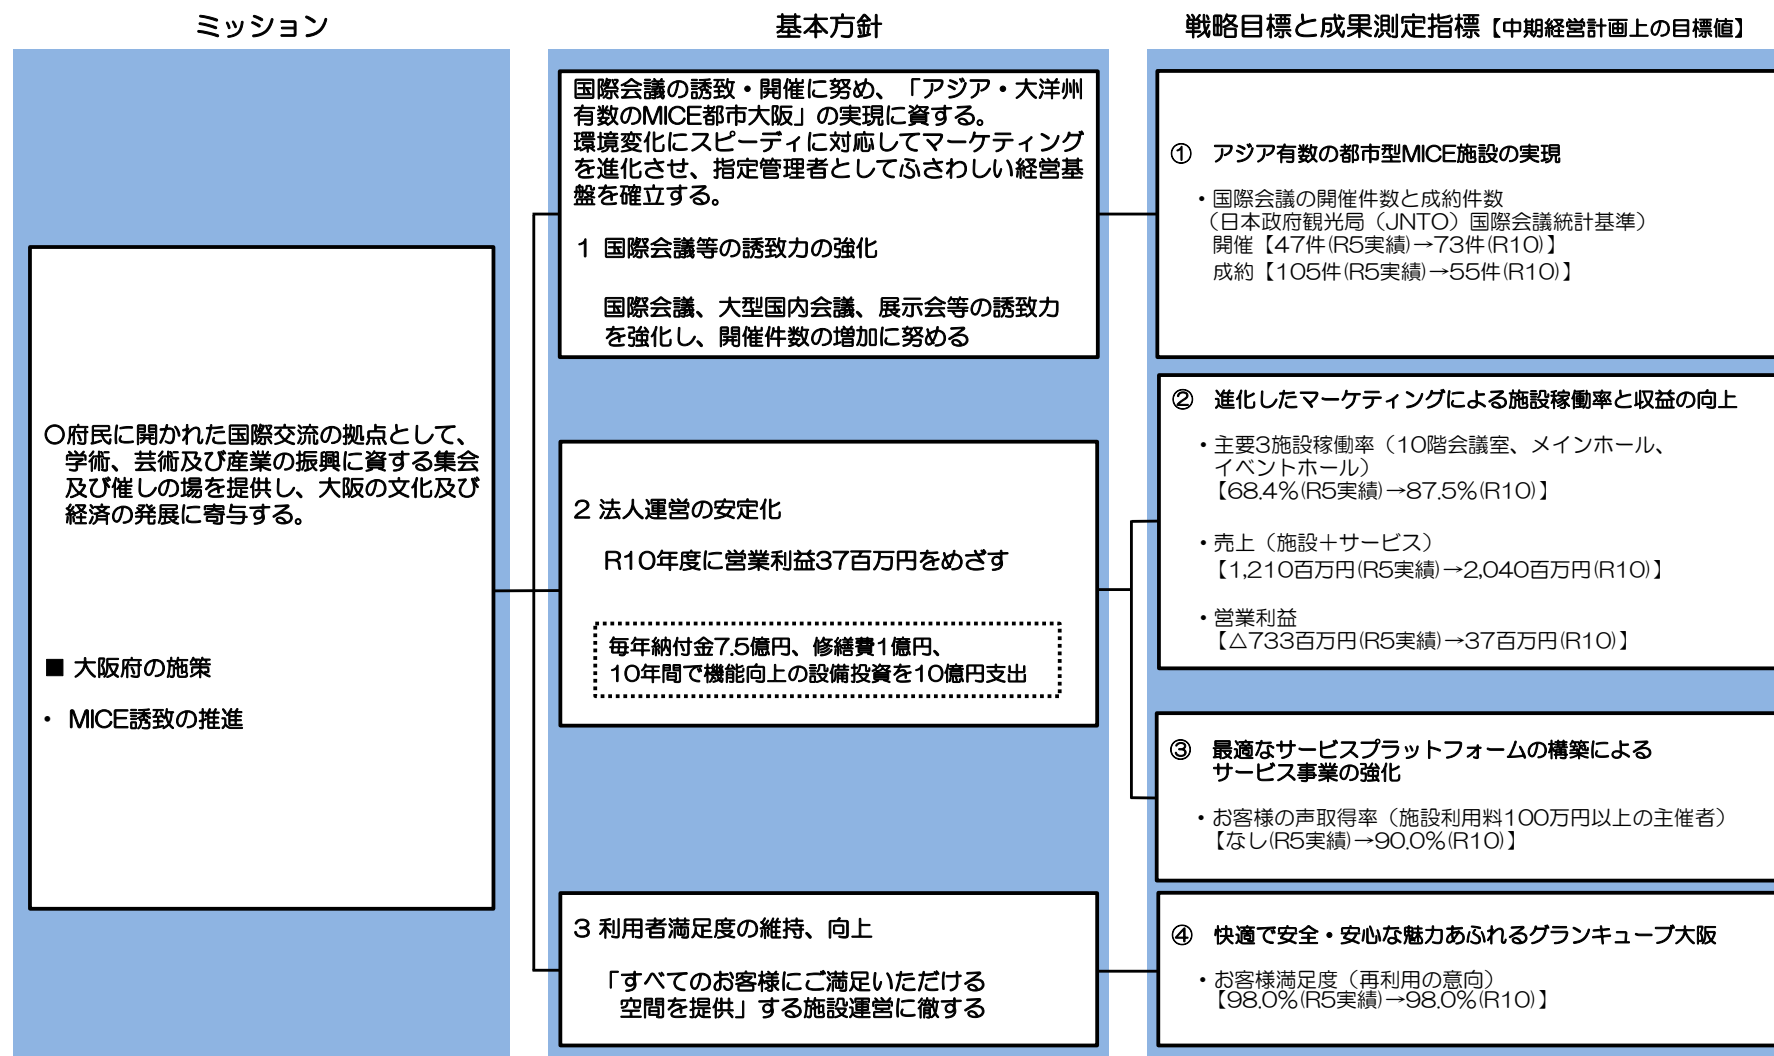 ミッション
〇府民に開かれた国際交流の拠点として、
学術、芸術及び産業の振興に資する集会
及び催しの場を提供し、大阪の文化及び
経済の発展に寄与する。
■ 大阪府の施策
・ MICE誘致の推進
基本方針
国際会議の誘致・開催に努め、「アジア・大洋州
有数のMICE都市大阪」の実現に資する。
環境変化にスピーディに対応してマーケティング
を進化させ、指定管理者としてふさわしい経営基
盤を確立する。
1 国際会議等の誘致力の強化
国際会議、大型国内会議、展示会等の誘致力
を強化し、開催件数の増加に努める
2 法人運営の安定化
R10年度に営業利益37百万円をめざす
毎年納付金7.5億円、修繕費1億円、
10年間で機能向上の設備投資を10億円支出
3 利用者満足度の維持、向上
「すべてのお客様にご満足いただける
空間を提供」する施設運営に徹する
戦略目標と成果測定指標【中期経営計画上の目標値】
① アジア有数の都市型MICE施設の実現
・国際会議の開催件数と成約件数
（日本政府観光局（JNTO）国際会議統計基準）
開催【47件(R5実績)→73件(R10)】
成約【105件(R5実績)→55件(R10)】
② 進化したマーケティングによる施設稼働率と収益の向上
・主要3施設稼働率（10階会議室、メインホール、
イベントホール）
【68.4%(R5実績)→87.5%(R10)】
・売上（施設＋サービス）
【1,210百万円(R5実績)→2,040百万円(R10)】
・営業利益
【△733百万円(R5実績)→37百万円(R10)】
③ 最適なサービスプラットフォームの構築による
サービス事業の強化
・お客様の声取得率（施設利用料100万円以上の主催者）
【なし(R5実績)→90.0%(R10)】
④ 快適で安全・安心な魅力あふれるグランキューブ大阪
・お客様満足度（再利用の意向）
【98.0%(R5実績)→98.0%(R10)】